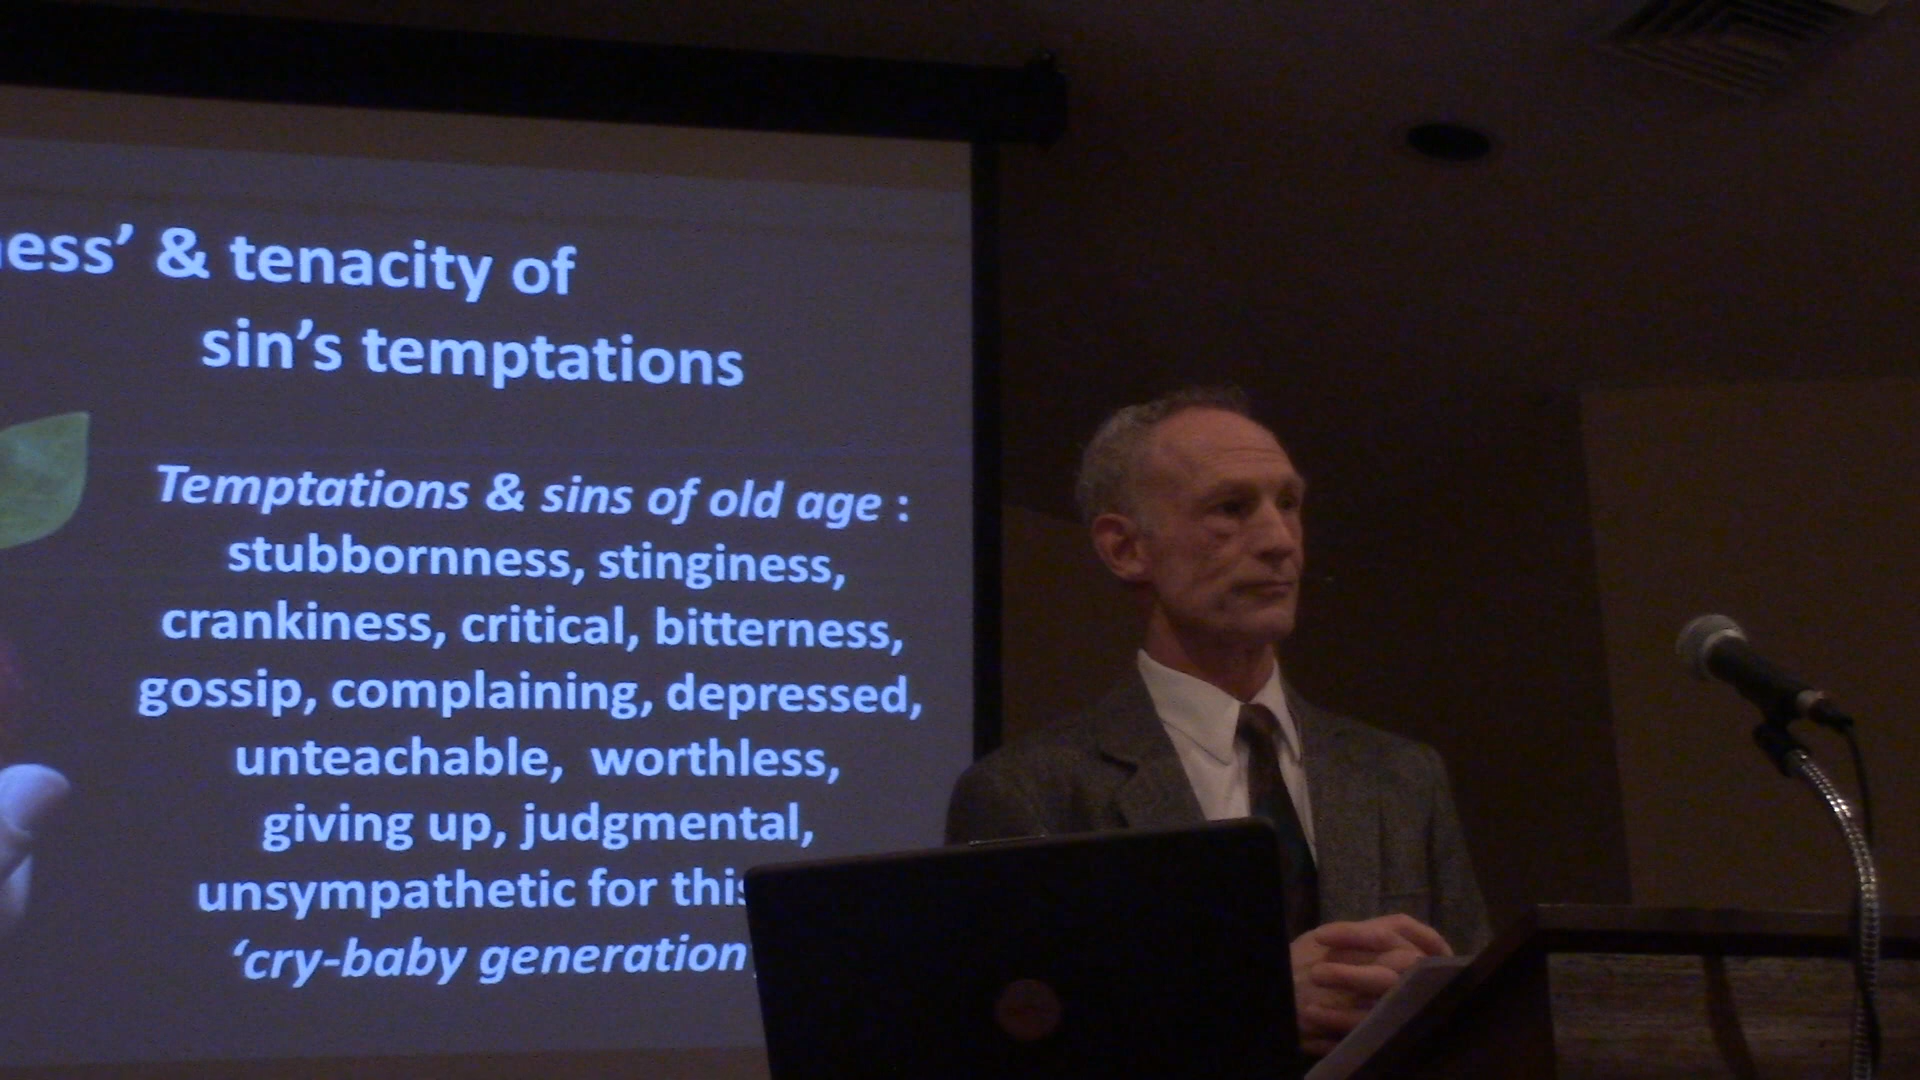 ess’ & tenacity of
sin’s temptations
Temptations & sins of old age :
stubbornness, stinginess,
crankiness, critical, bitterness,
gossip, complaining, depressed,
unteachable, worthless,
giving up, judgmental,
unsympathetic for this
‘cry-baby generation’